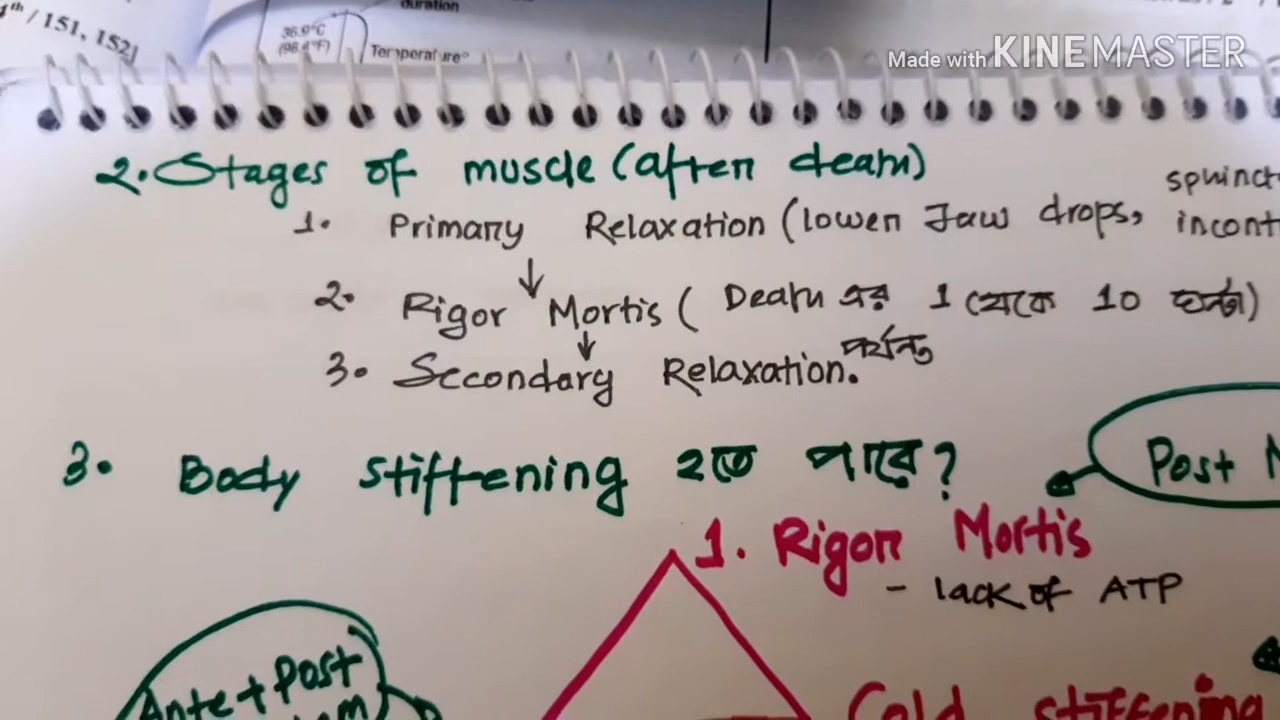 th / 151, 152]
duration
36.9°C
(98.4°F)
Temperature°
Made with KINEMASTER
2. Stages of muscle (after death)
1. Primary Relaxation (lower Jaw drops,
2. Rigor Mortis ( Death এর 1 থেকে 10 ঘন্টা)
পর্যন্ত
3. Secondary Relaxation.
3. Body stiffening হতে পারে?
Post
1. Rigor Mortis
- lack of ATP
Ante + Post
Cold stiffening